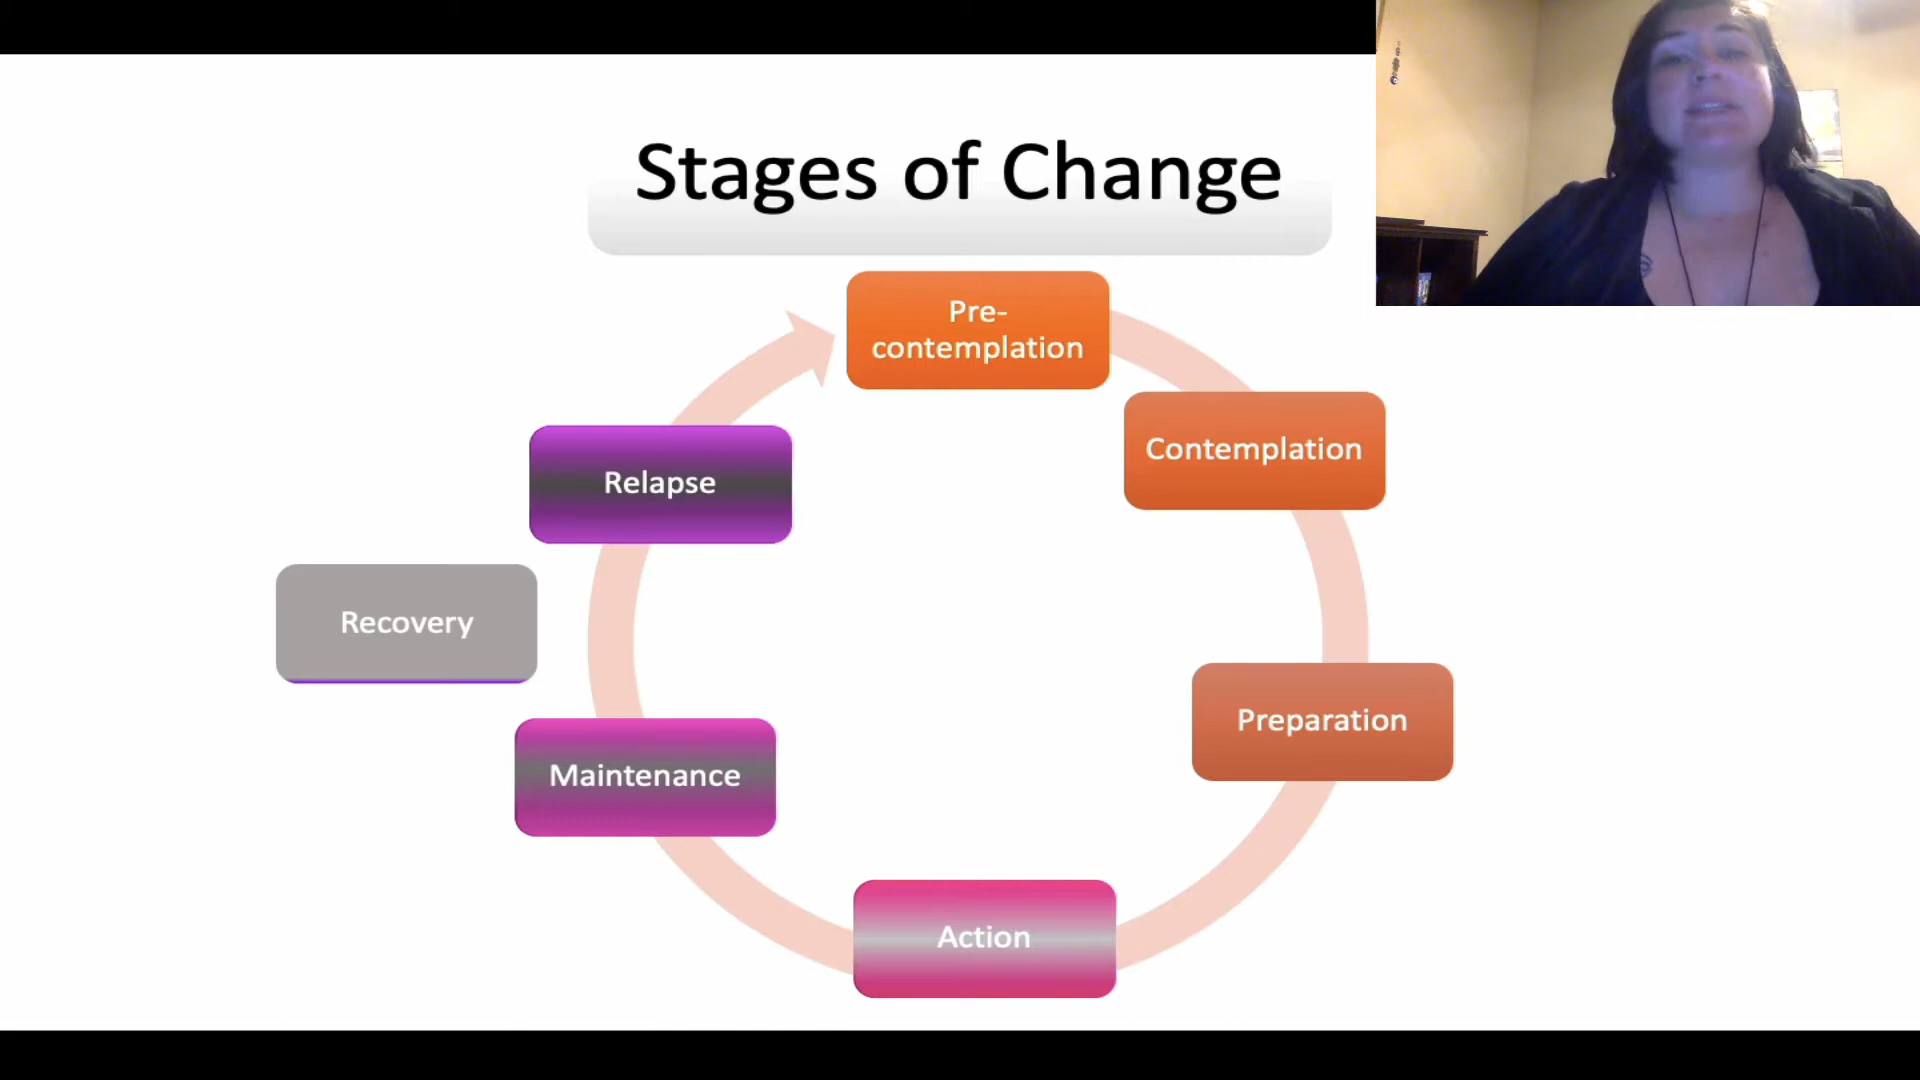 Stages of Change
Pre-
contemplation
Contemplation
Preparation
Action
Maintenance
Recovery
Relapse